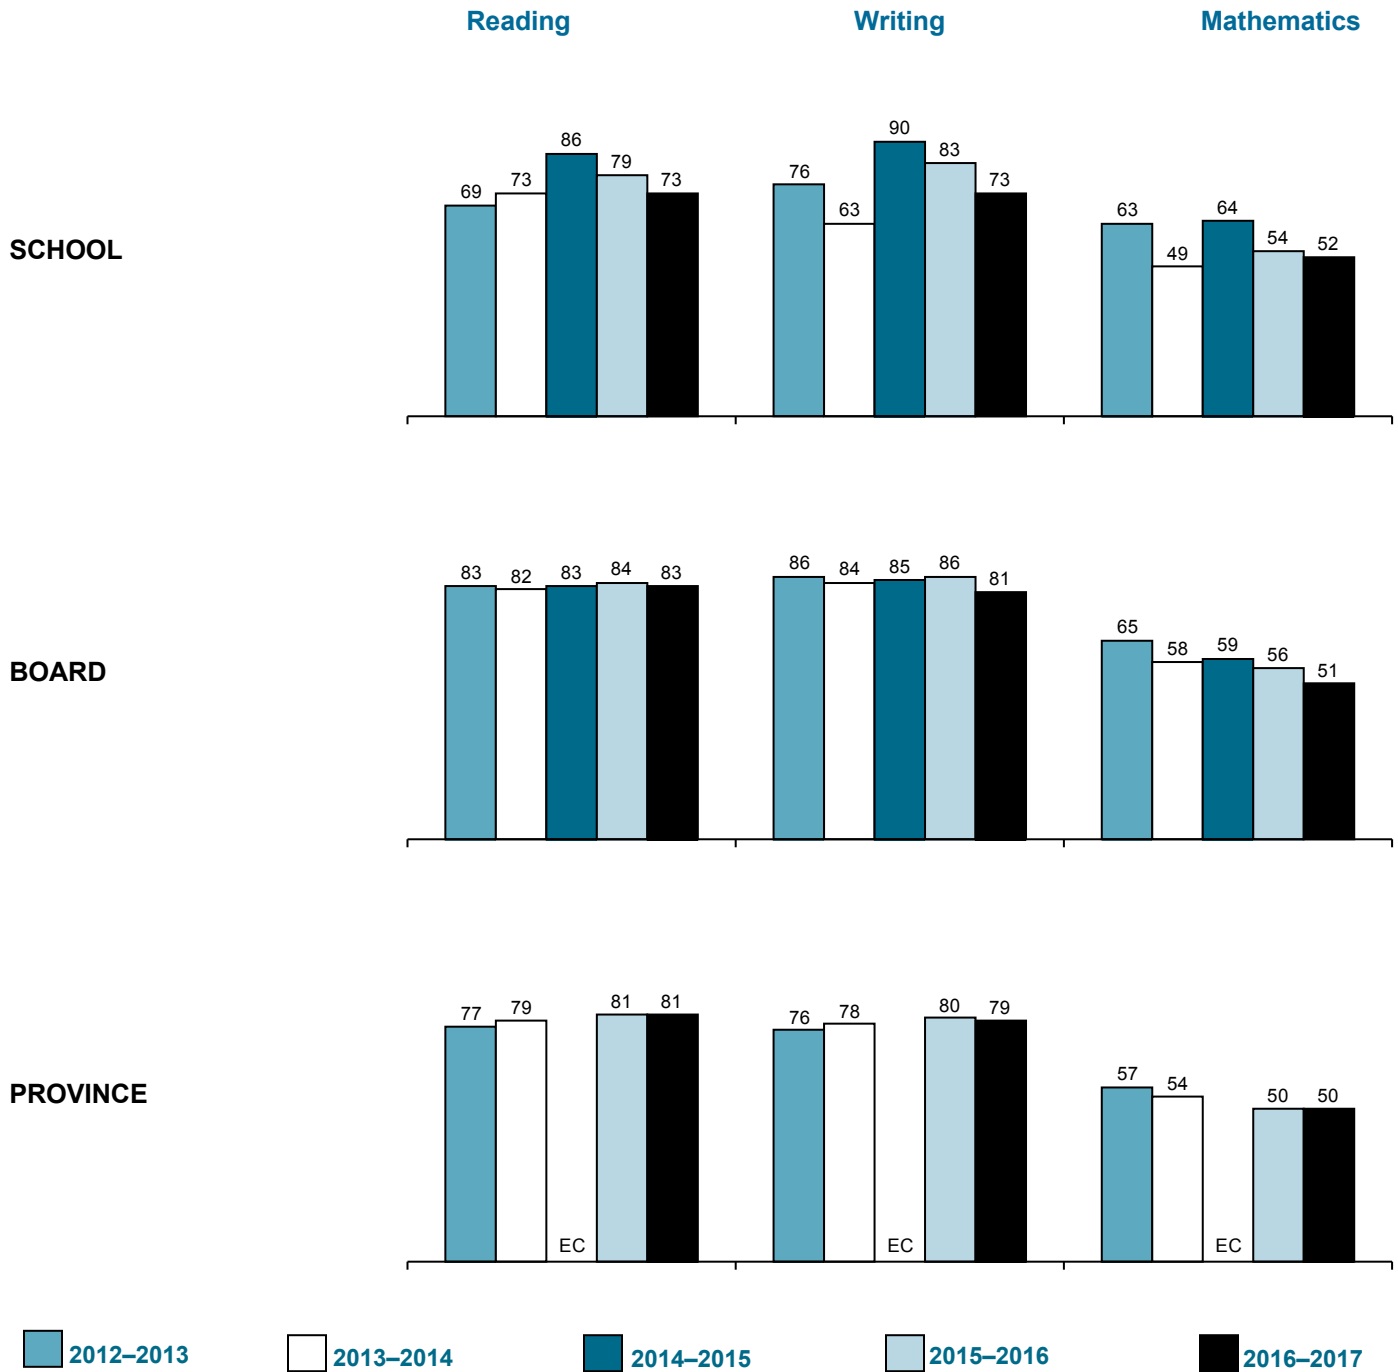 Reading Writing Mathematics
SCHOOL
69 73 86 79 73 76 63 90 83 73 63 49 64 54 52
BOARD
83 82 83 84 83 86 84 85 86 81 65 58 59 56 51
PROVINCE
77 79 EC 81 81 76 78 EC 80 79 57 54 EC 50 50
2012–2013 2013–2014 2014–2015 2015–2016 2016–2017